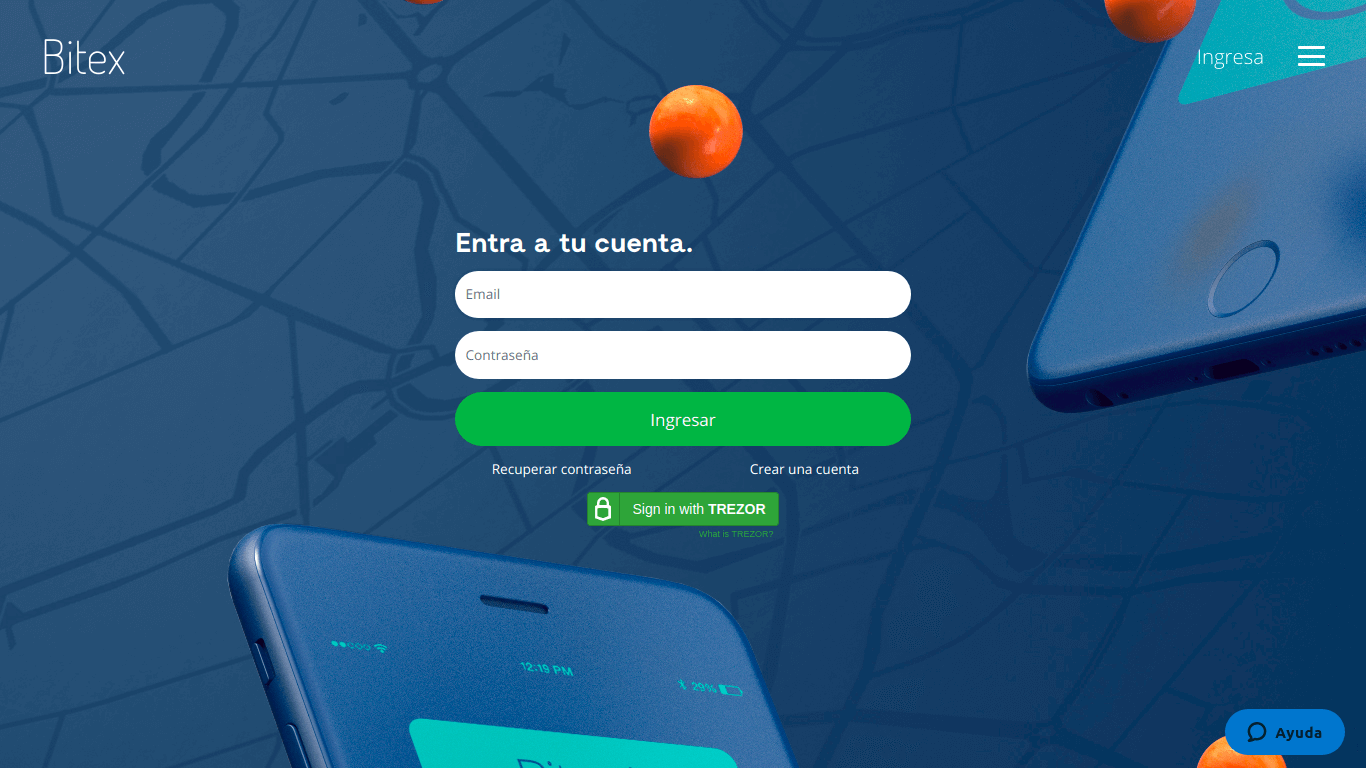 Bitex
Ingresa
Entra a tu cuenta.
Email
Contraseña
Ingresar
Recuperar contraseña
Crear una cuenta
Sign in with TREZOR
What is TREZOR?
12:19 PM
29%
Ayuda